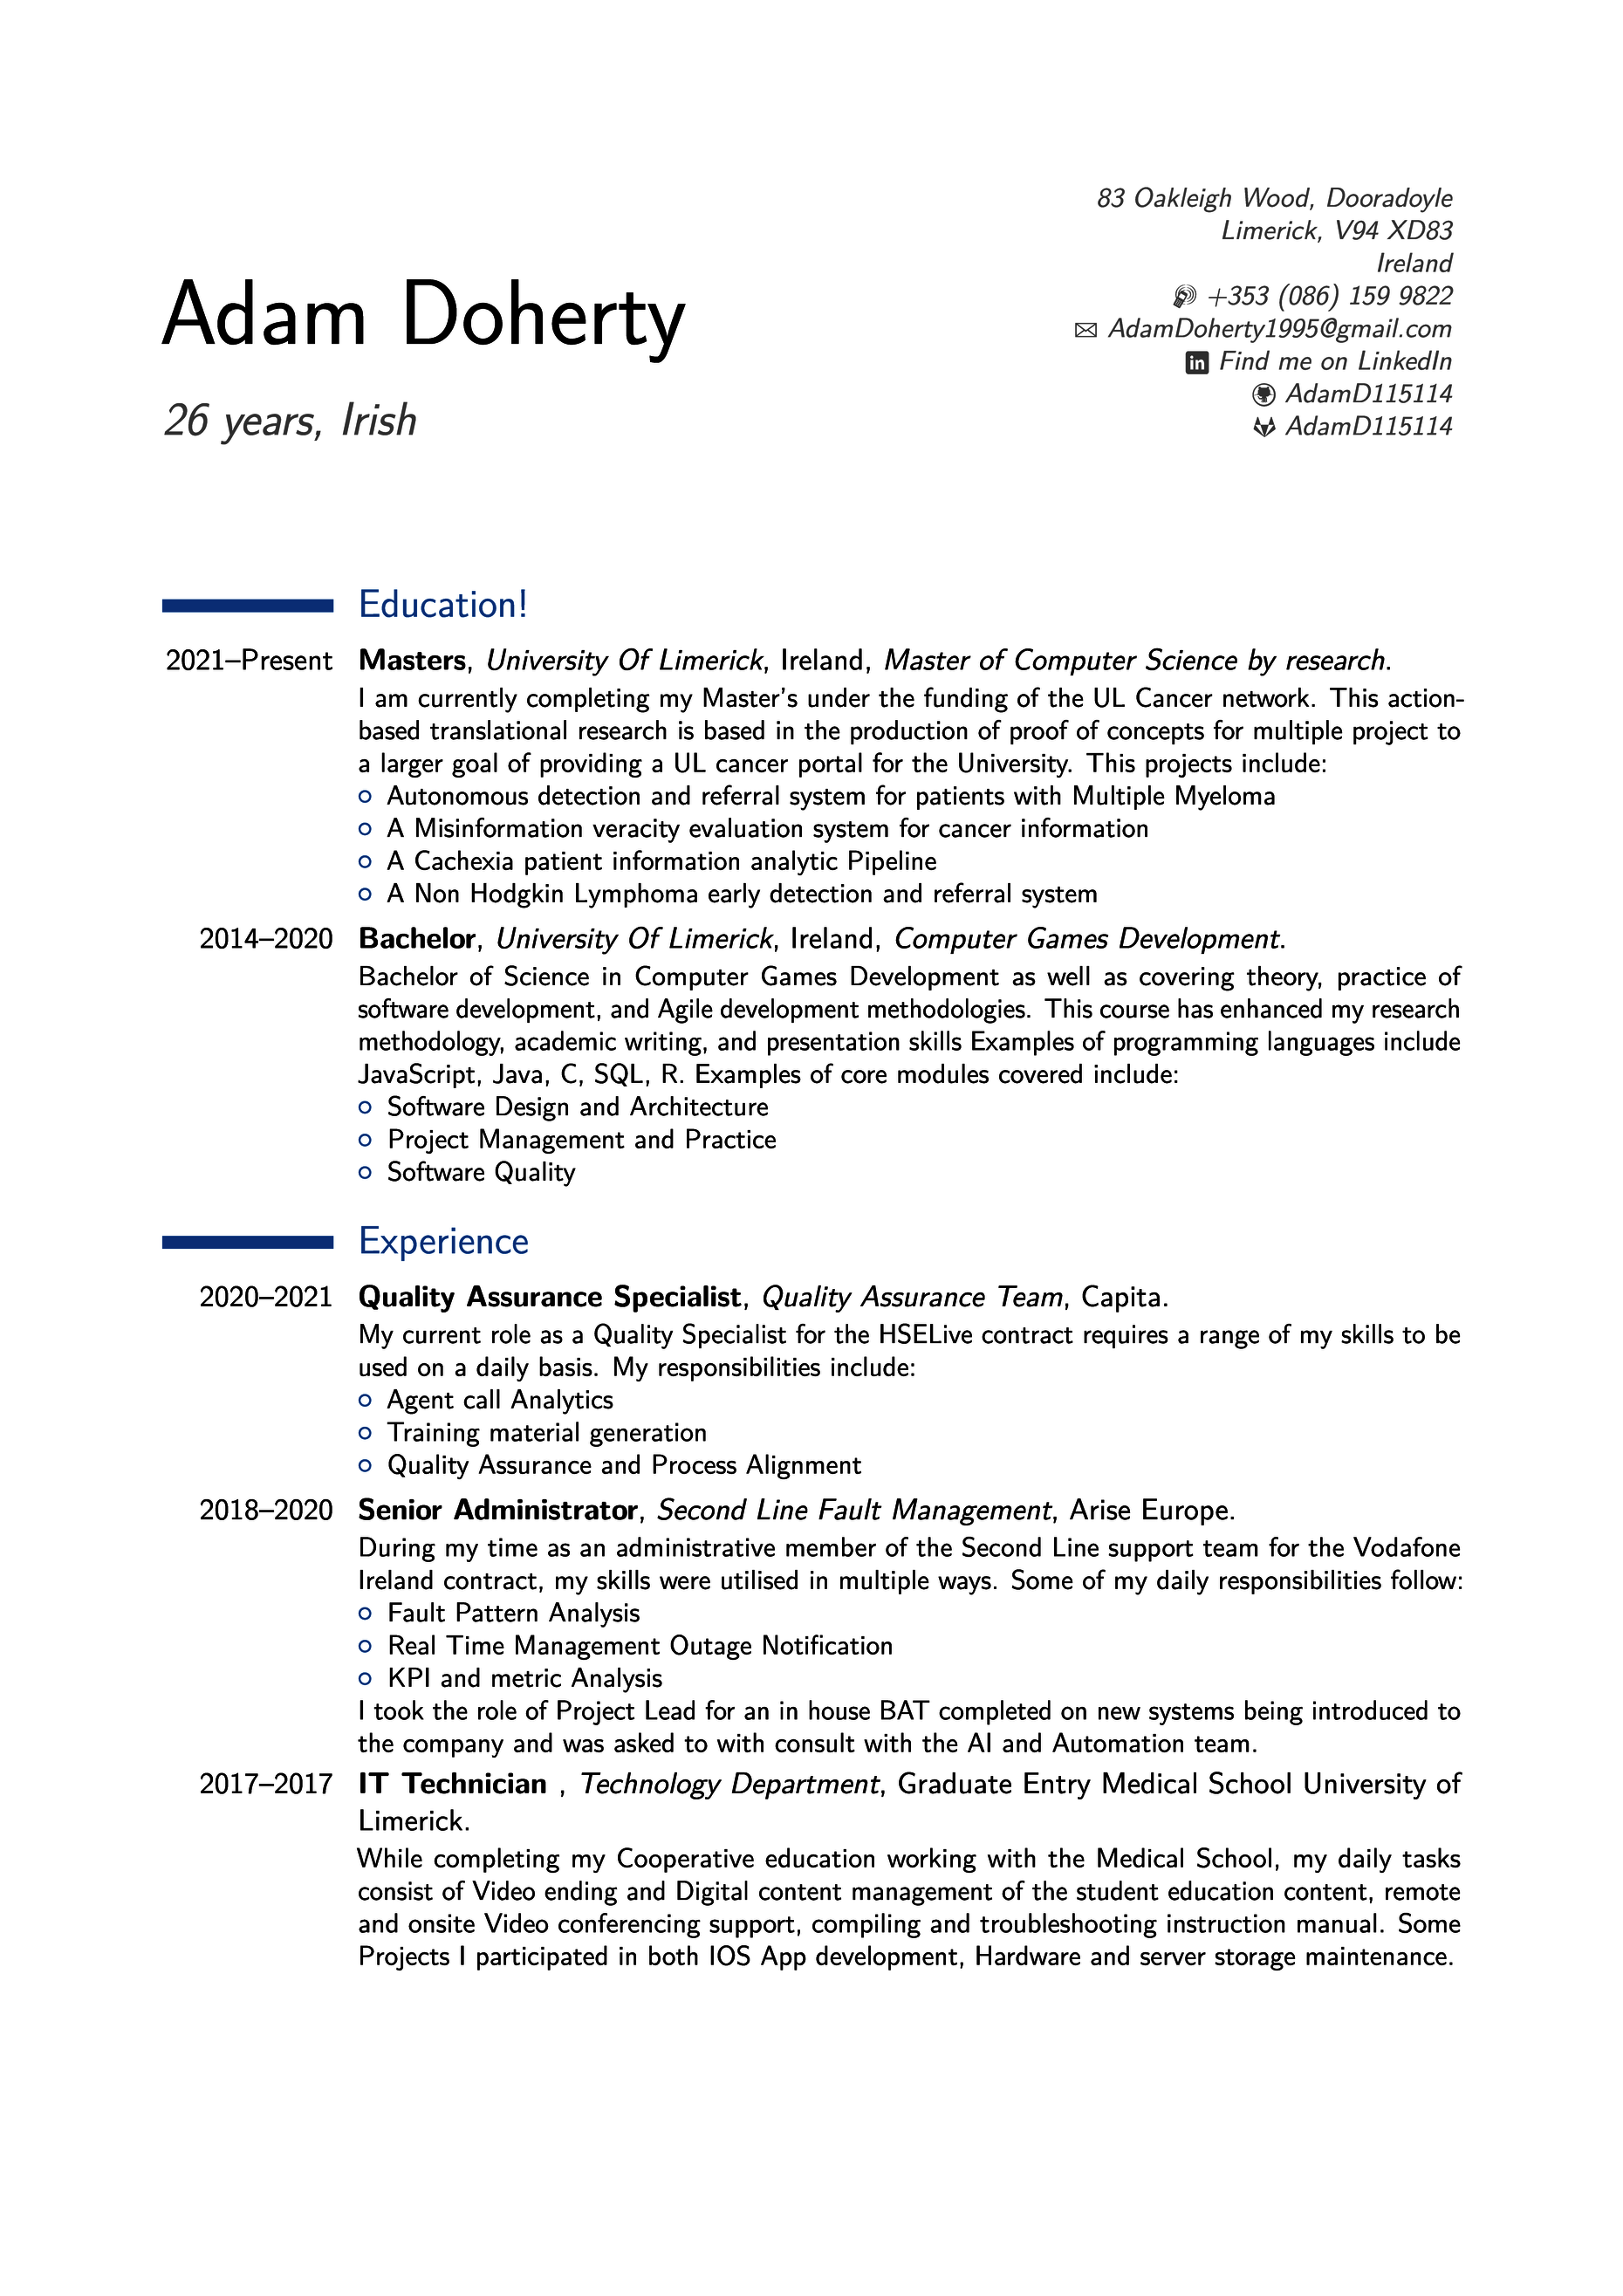 Adam Doherty
26 years, Irish
83 Oakleigh Wood, Dooradoyle
Limerick, V94 XD83
Ireland
+353 (086) 159 9822
AdamDoherty1995@gmail.com
in Find me on LinkedIn
AdamD115114
AdamD115114
Education!
2021–Present Masters, University Of Limerick, Ireland, Master of Computer Science by research.
I am currently completing my Master's under the funding of the UL Cancer network. This action-
based translational research is based in the production of proof of concepts for multiple project to
a larger goal of providing a UL cancer portal for the University. This projects include:
Autonomous detection and referral system for patients with Multiple Myeloma
A Misinformation veracity evaluation system for cancer information
A Cachexia patient information analytic Pipeline
A Non Hodgkin Lymphoma early detection and referral system
2014–2020 Bachelor, University Of Limerick, Ireland, Computer Games Development.
Bachelor of Science in Computer Games Development as well as covering theory, practice of
software development, and Agile development methodologies. This course has enhanced my research
methodology, academic writing, and presentation skills Examples of programming languages include
JavaScript, Java, C, SQL, R. Examples of core modules covered include:
Software Design and Architecture
Project Management and Practice
Software Quality
Experience
2020–2021 Quality Assurance Specialist, Quality Assurance Team, Capita.
My current role as a Quality Specialist for the HSELive contract requires a range of my skills to be
used on a daily basis. My responsibilities include:
Agent call Analytics
Training material generation
Quality Assurance and Process Alignment
2018–2020 Senior Administrator, Second Line Fault Management, Arise Europe.
During my time as an administrative member of the Second Line support team for the Vodafone
Ireland contract, my skills were utilised in multiple ways. Some of my daily responsibilities follow:
Fault Pattern Analysis
Real Time Management Outage Notification
KPI and metric Analysis
I took the role of Project Lead for an in house BAT completed on new systems being introduced to
the company and was asked to with consult with the AI and Automation team.
2017–2017 IT Technician , Technology Department, Graduate Entry Medical School University of
Limerick.
While completing my Cooperative education working with the Medical School, my daily tasks
consist of Video ending and Digital content management of the student education content, remote
and onsite Video conferencing support, compiling and troubleshooting instruction manual. Some
Projects I participated in both IOS App development, Hardware and server storage maintenance.